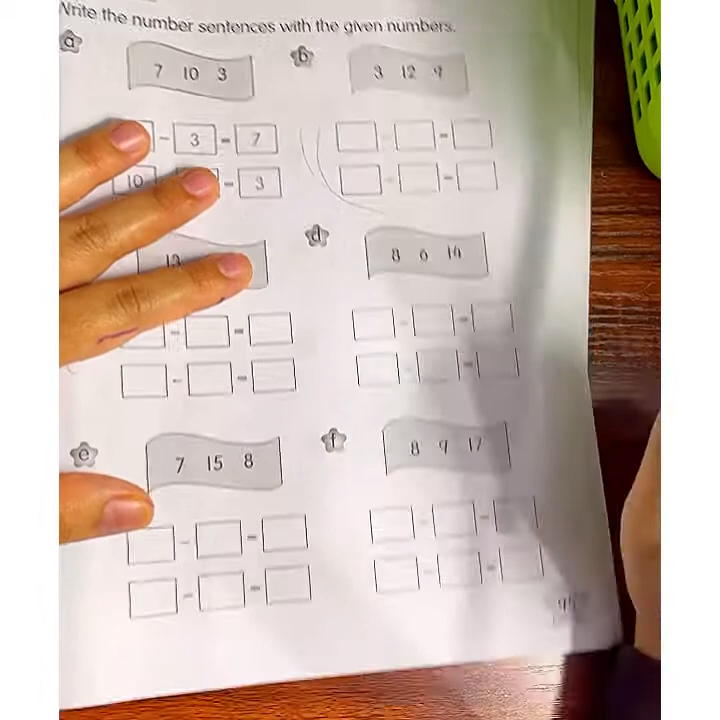 Write the number sentences with the given numbers.
a
7 10 3
b
3 12 9
- 3 = 7
10 = 3
- =
- =
13
d
8 6 14
- =
- =
- =
- =
e
7 15 8
f
8 9 17
- =
- =
- =
- =